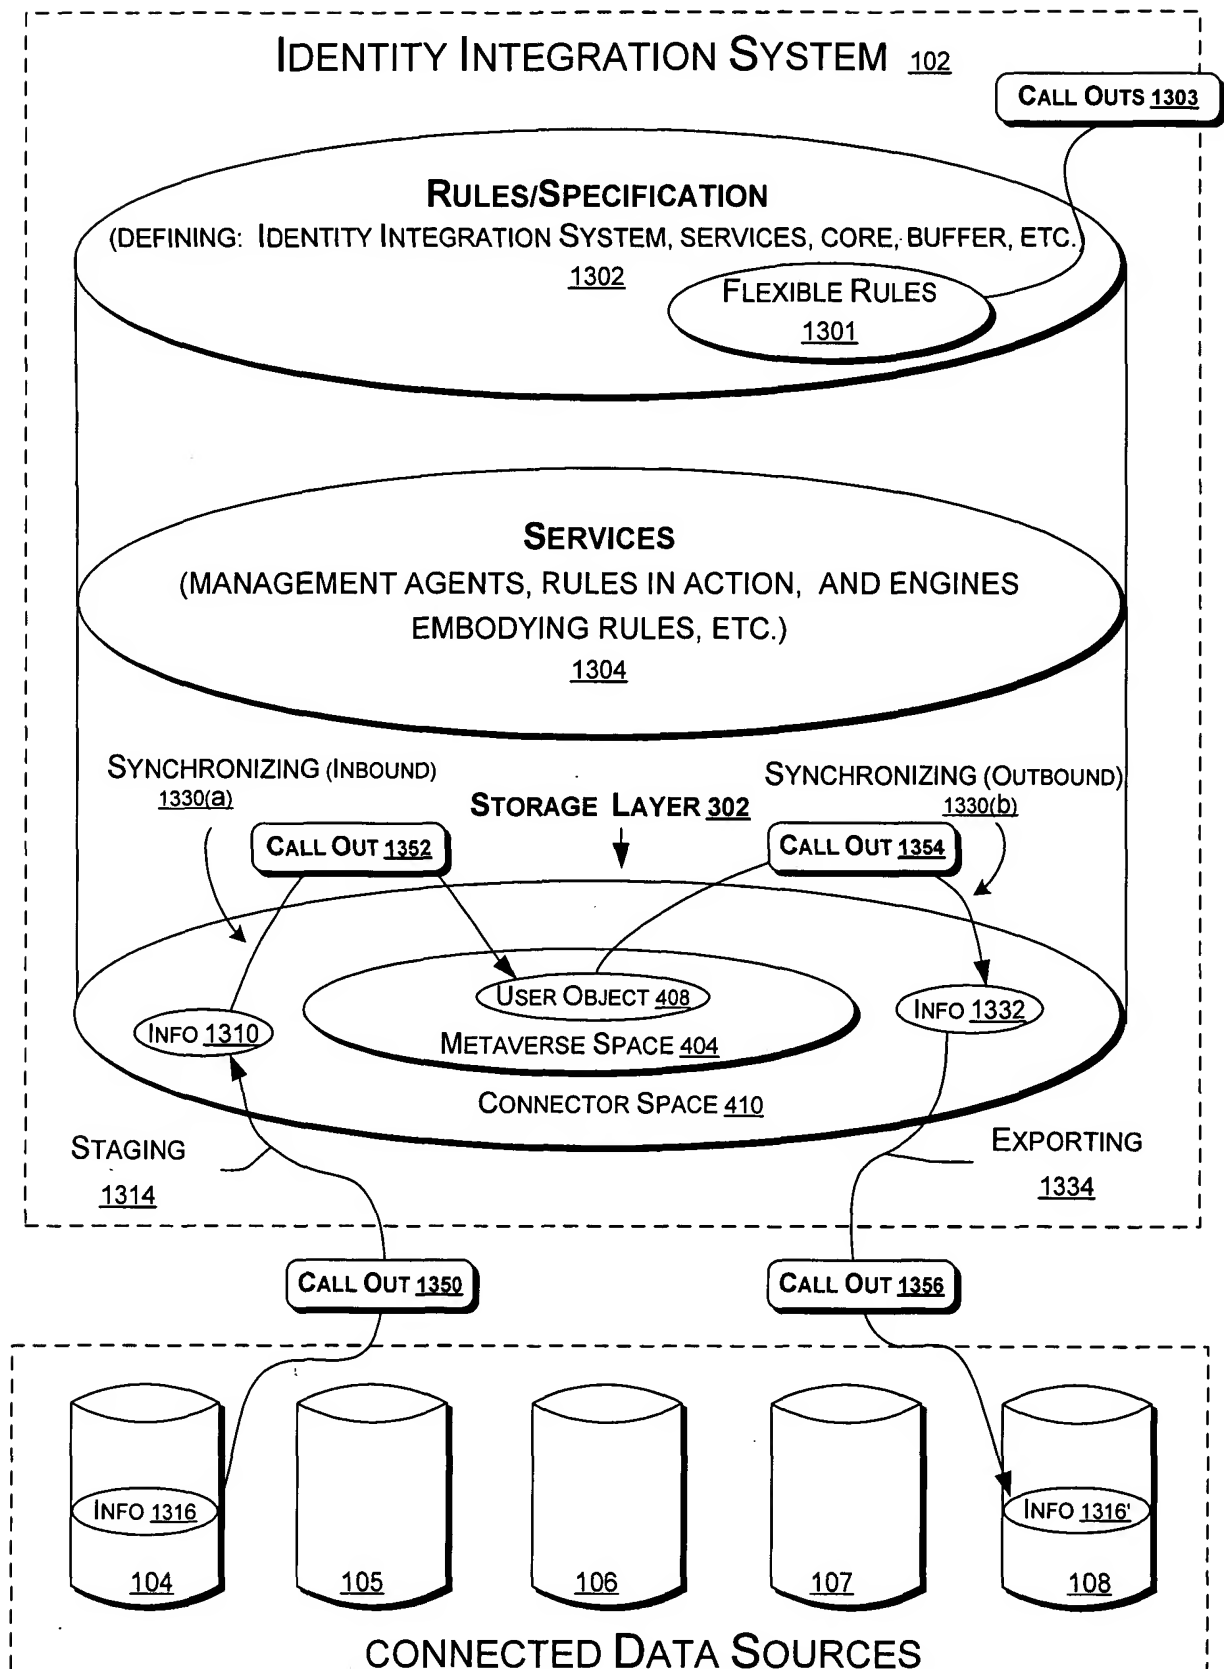 IDENTITY INTEGRATION SYSTEM 102
CALL OUTS 1303
RULES/SPECIFICATION
(DEFINING: IDENTITY INTEGRATION SYSTEM, SERVICES, CORE, BUFFER, ETC.)
1302
FLEXIBLE RULES
1301
SERVICES
(MANAGEMENT AGENTS, RULES IN ACTION, AND ENGINES
EMBODYING RULES, ETC.)
1304
SYNCHRONIZING (INBOUND)
1330(a)
SYNCHRONIZING (OUTBOUND)
1330(b)
STORAGE LAYER 302
CALL OUT 1352
CALL OUT 1354
USER OBJECT 408
INFO 1310
INFO 1332
METAVERSE SPACE 404
CONNECTOR SPACE 410
STAGING
1314
EXPORTING
1334
CALL OUT 1350
CALL OUT 1356
INFO 1316
INFO 1316'
104
105
106
107
108
CONNECTED DATA SOURCES